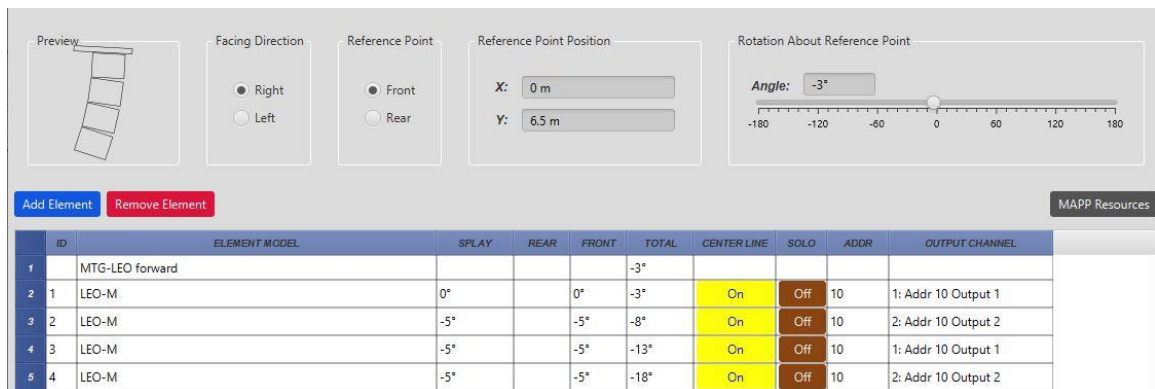 Preview Facing Direction Reference Point Reference Point Position Rotation About Reference Point
Right Front X: 0 m Angle: -3°
Left Rear Y: 6.5 m -180 -120 -60 0 60 120 180
Add Element Remove Element MAPP Resources
ID ELEMENT MODEL SPLAY REAR FRONT TOTAL CENTER LINE SOLO ADDR OUTPUT CHANNEL
1 MTG-LEO forward -3°
2 1 LEO-M 0° 0° -3° On Off 10 1: Addr 10 Output 1
3 2 LEO-M -5° -5° -8° On Off 10 2: Addr 10 Output 2
4 3 LEO-M -5° -5° -13° On Off 10 1: Addr 10 Output 1
5 4 LEO-M -5° -5° -18° On Off 10 2: Addr 10 Output 2